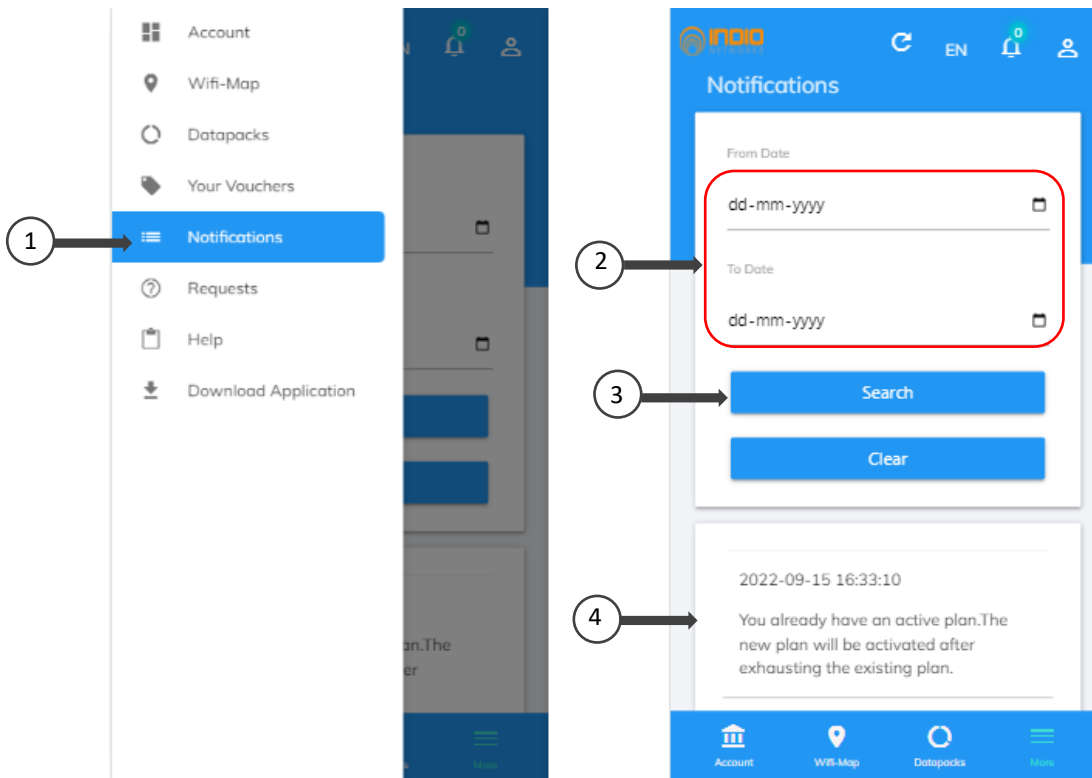 Account
Wifi-Map
Datapacks
Your Vouchers
1
Notifications
Requests
Help
Download Application
N
0
an.The
er
s
More
INDIO
NETWORKS
EN
0
Notifications
From Date
dd-mm-yyyy
2
To Date
dd-mm-yyyy
3
Search
Clear
2022-09-15 16:33:10
4
You already have an active plan.The
new plan will be activated after
exhausting the existing plan.
Account
Wifi-Map
Datapacks
More